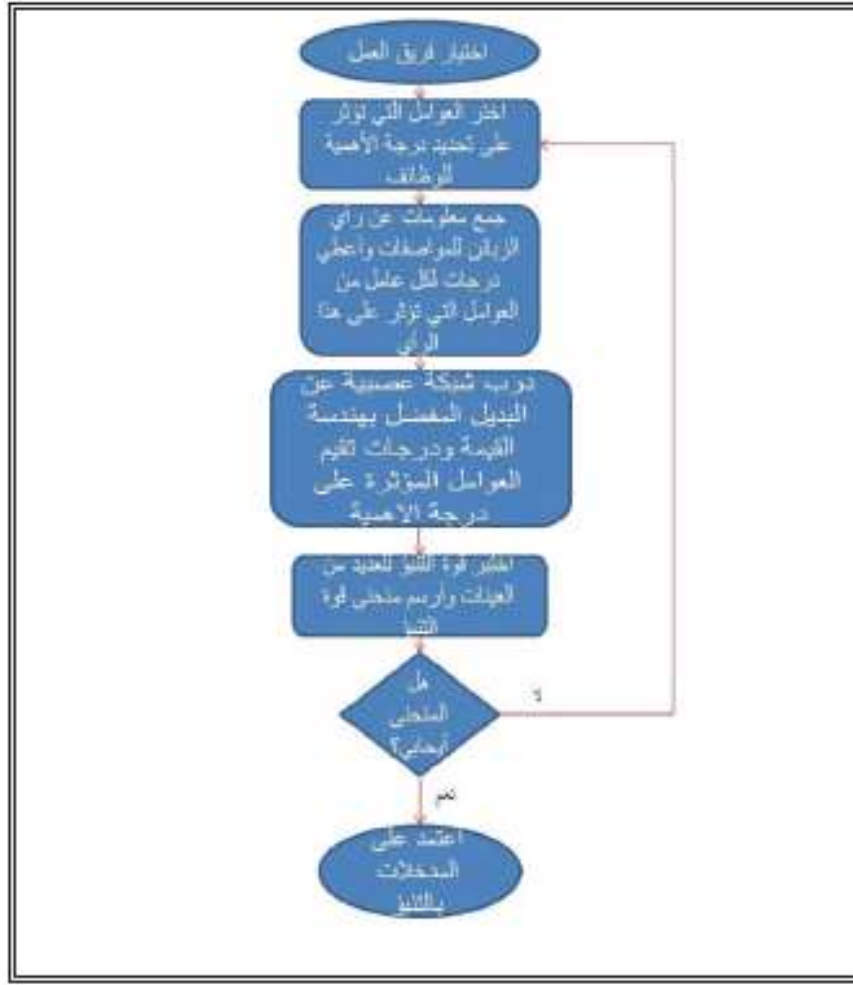 اختيار فريق العمل
اختر العوامل التي تؤثر
على تحديد درجة الأهمية
للوظائف
جمع معلومات عن رأي
الزبائن للمواصفات واعطي
درجات لكل عامل من
العوامل التي تؤثر على هذا
الرأي
درب شبكة عصبية عن
البديل المفضل بهندسة
القيمة ودرجات تقيم
العوامل المؤثرة على
درجة الاهمية
اختبر قوة التنبؤ للعديد من
العينات وأرسم منحنى قوة
التنبؤ
هل
المنحنى
أيجابي؟
لا
نعم
اعتمد على
المدخلات
بالتنبؤ